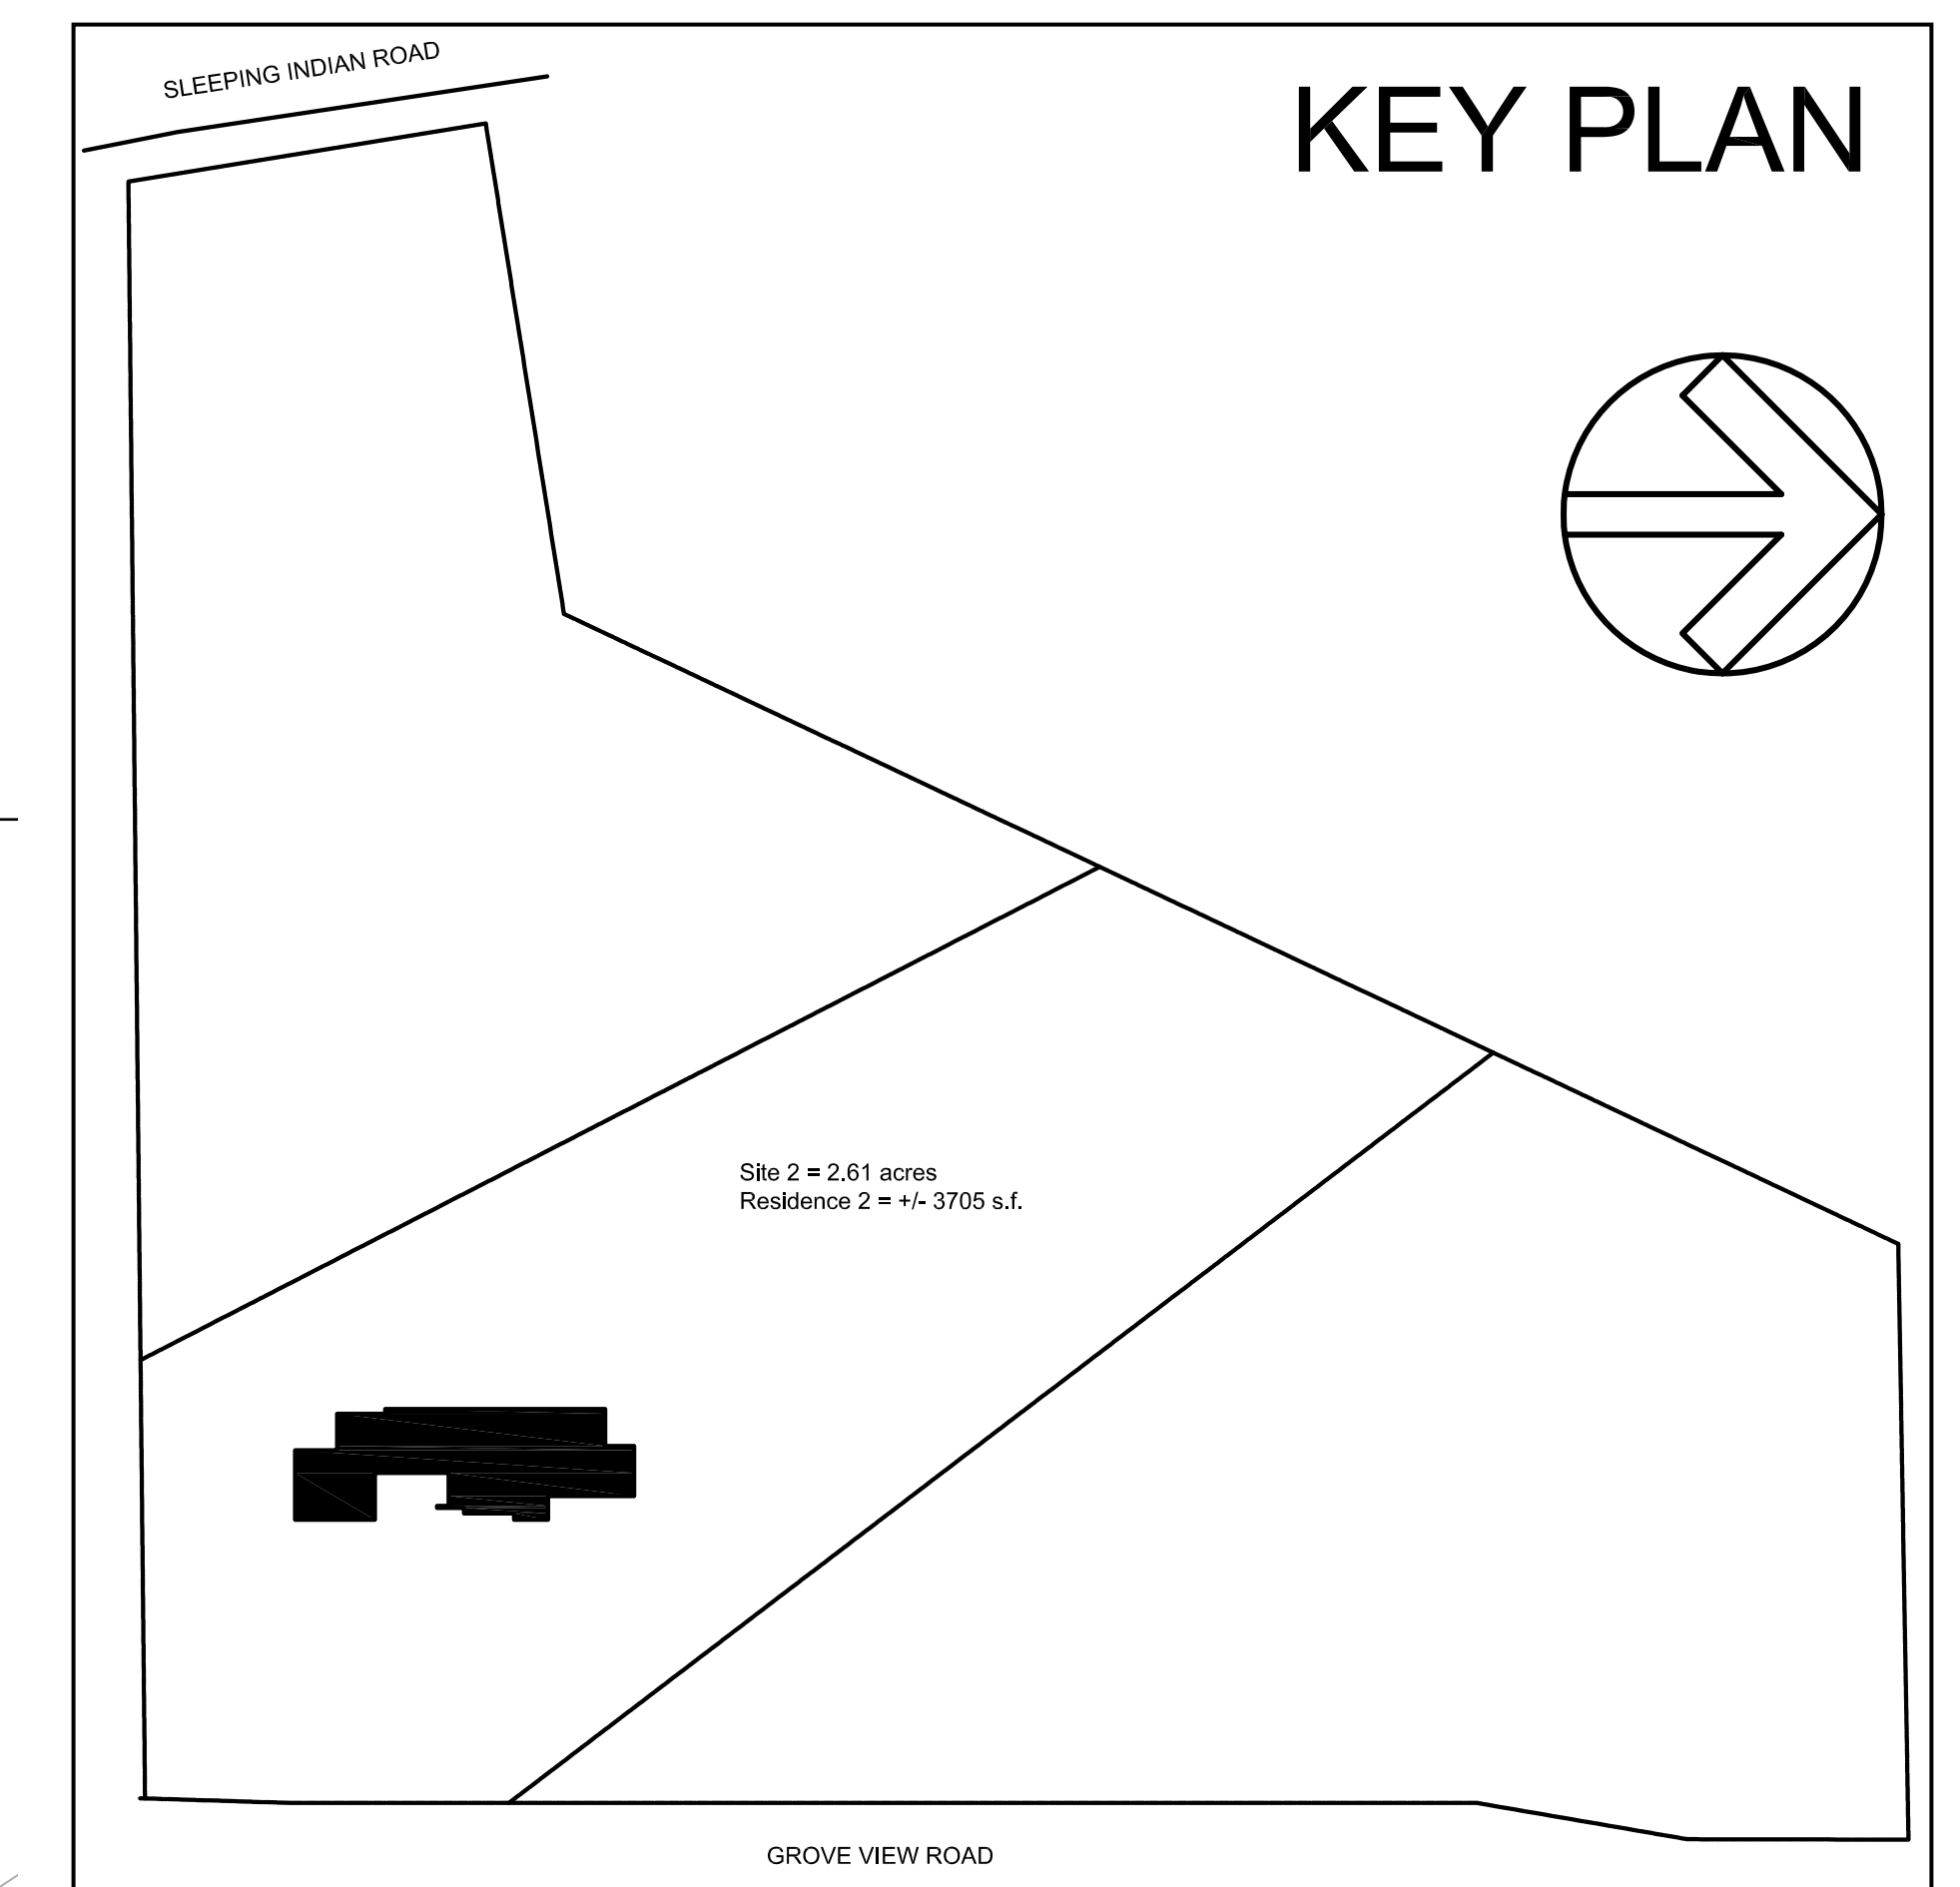 SLEEPING INDIAN ROAD
KEY PLAN
Site 2 = 2.61 acres
Residence 2 = +/- 3705 s.f.
GROVE VIEW ROAD